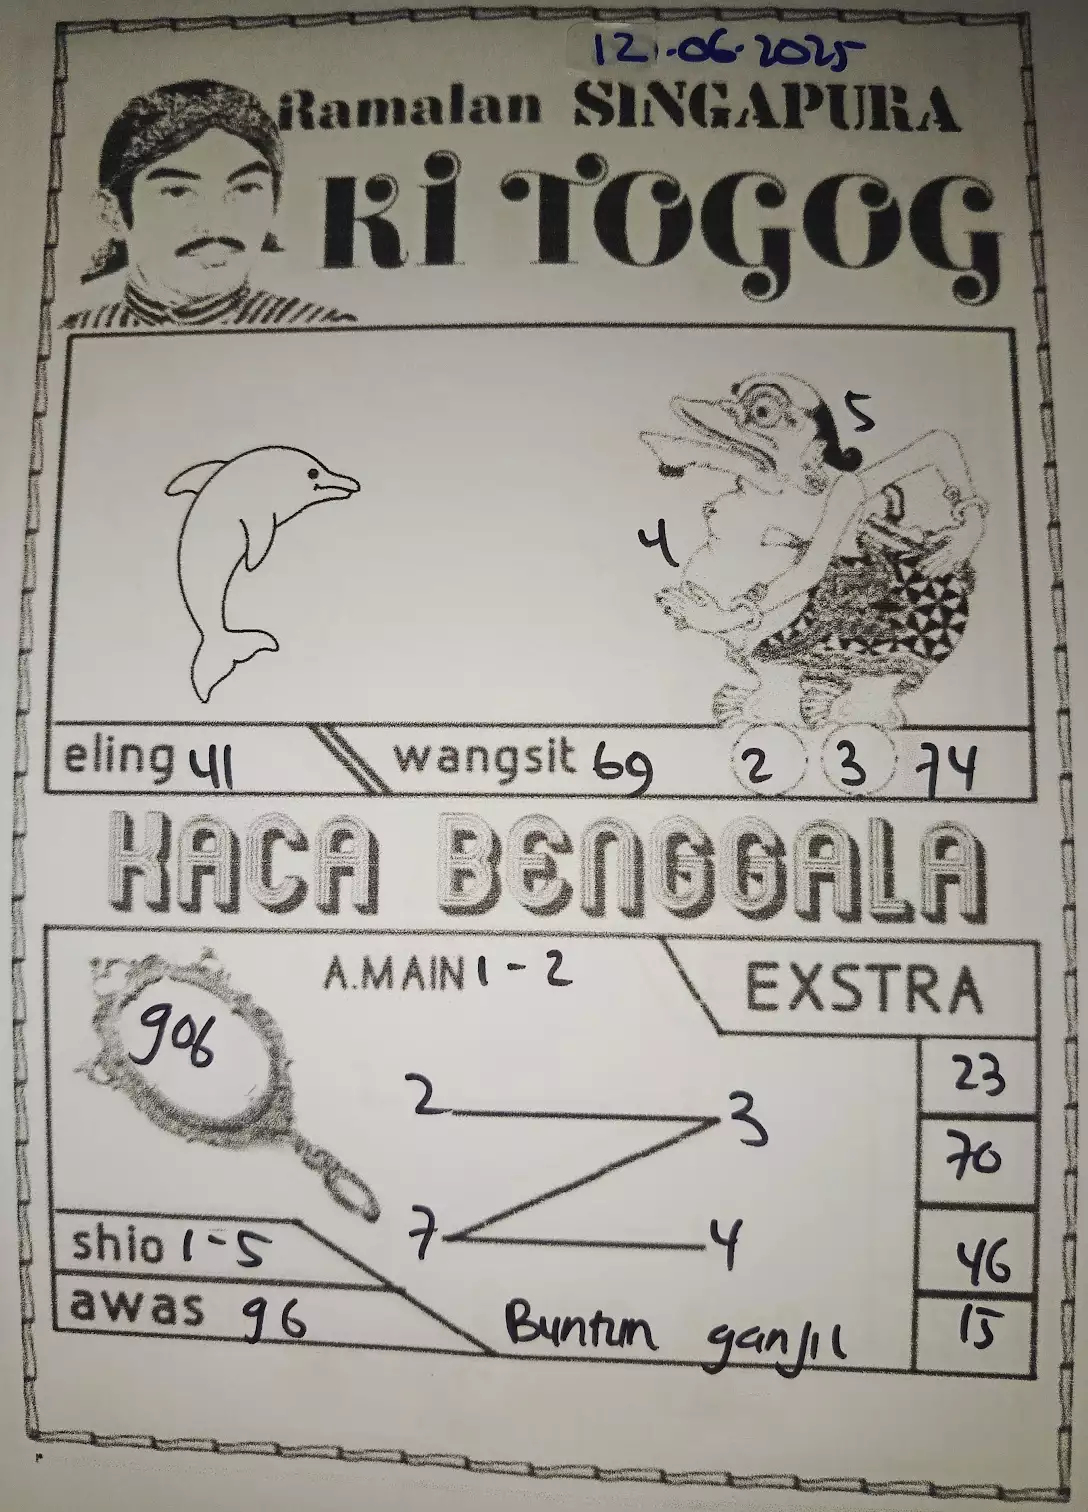 12.06.2025
Ramalan SINGAPURA
KI TOGOG
5
4
eling 41
wangsit 69 2 3 74
KACA BENGGALA
A.MAIN 1 - 2
EXSTRA
906
23
2 3
70
7 4
shio 1-5
46
awas 96
Buntun ganjil
15